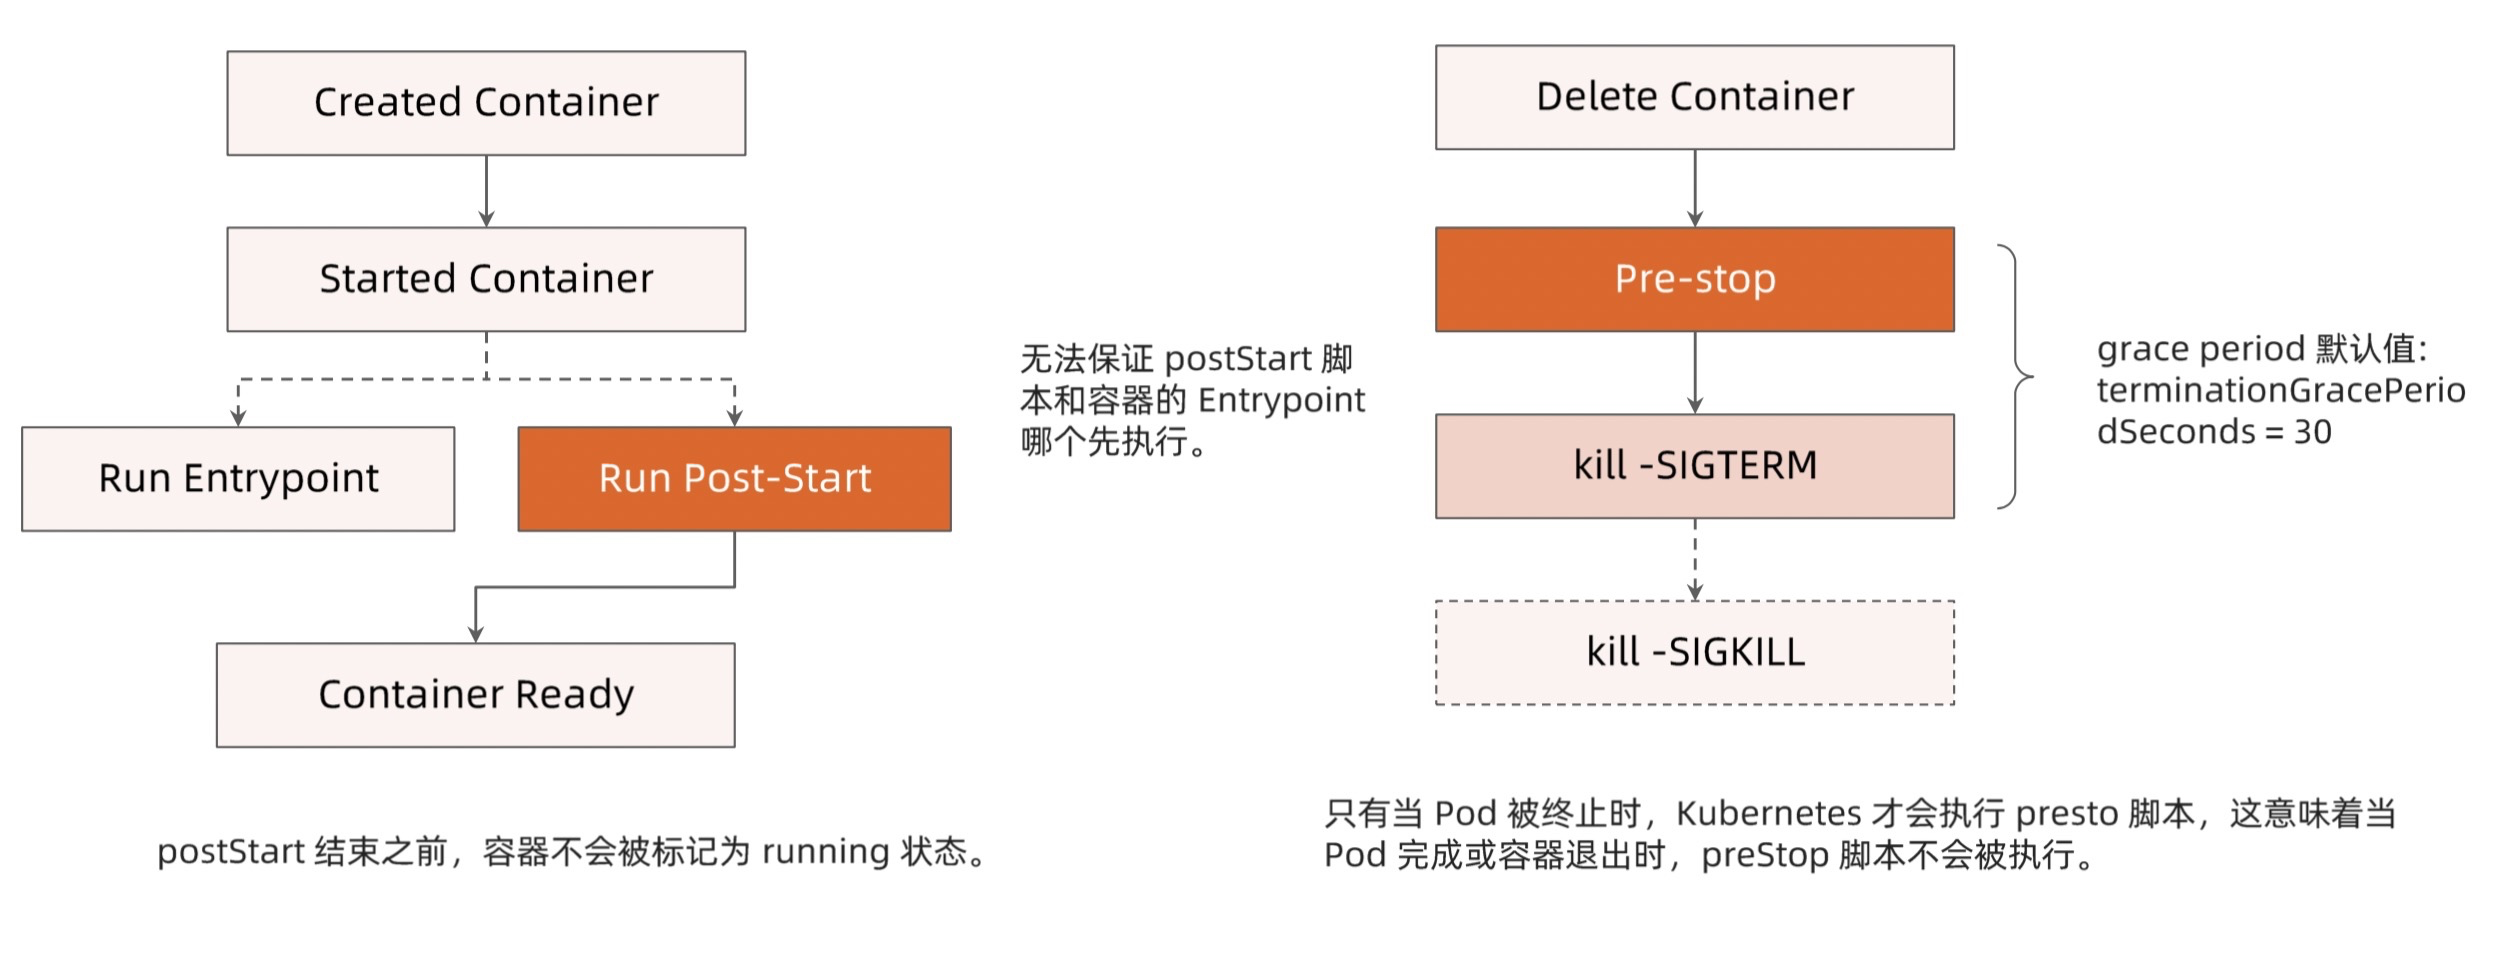 Created Container
Started Container
Run Entrypoint
Run Post-Start
Container Ready
无法保证 postStart 脚
本和容器的 Entrypoint
哪个先执行。
postStart 结束之前，容器不会被标记为 running 状态。
Delete Container
Pre-stop
kill -SIGTERM
kill -SIGKILL
grace period 默认值：
terminationGracePerio
dSeconds = 30
只有当 Pod 被终止时，Kubernetes 才会执行 presto 脚本，这意味着当
Pod 完成或容器退出时，preStop 脚本不会被执行。